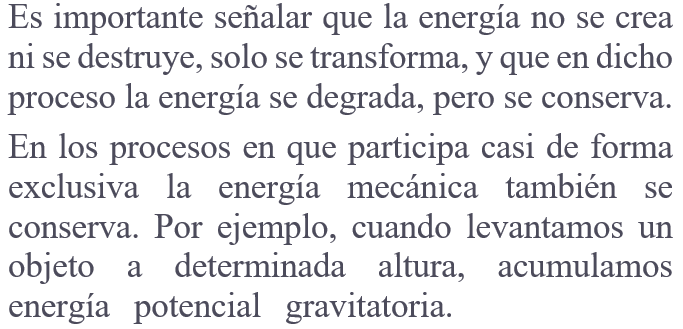 Es importante señalar que la energía no se crea
ni se destruye, solo se transforma, y que en dicho
proceso la energía se degrada, pero se conserva.
En los procesos en que participa casi de forma
exclusiva la energía mecánica también se
conserva. Por ejemplo, cuando levantamos un
objeto a determinada altura, acumulamos
energía potencial gravitatoria.